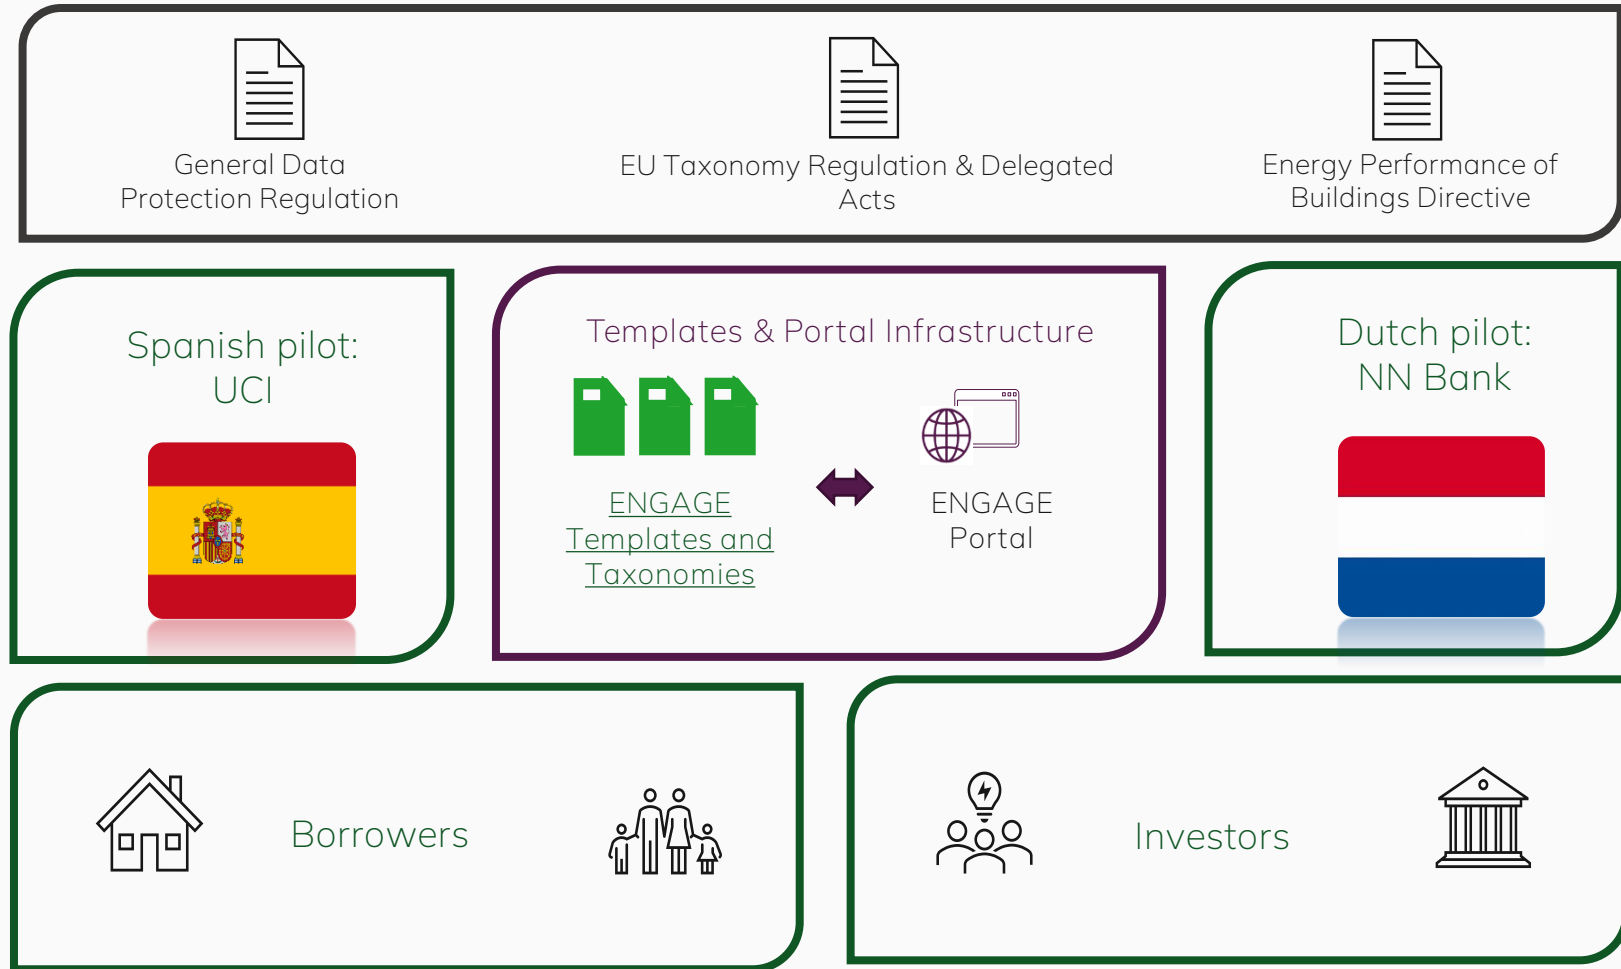 General Data
Protection Regulation
EU Taxonomy Regulation & Delegated
Acts
Energy Performance of
Buildings Directive
Spanish pilot:
UCI
Templates & Portal Infrastructure
ENGAGE
Templates and
Taxonomies
ENGAGE
Portal
Dutch pilot:
NN Bank
Borrowers
Investors